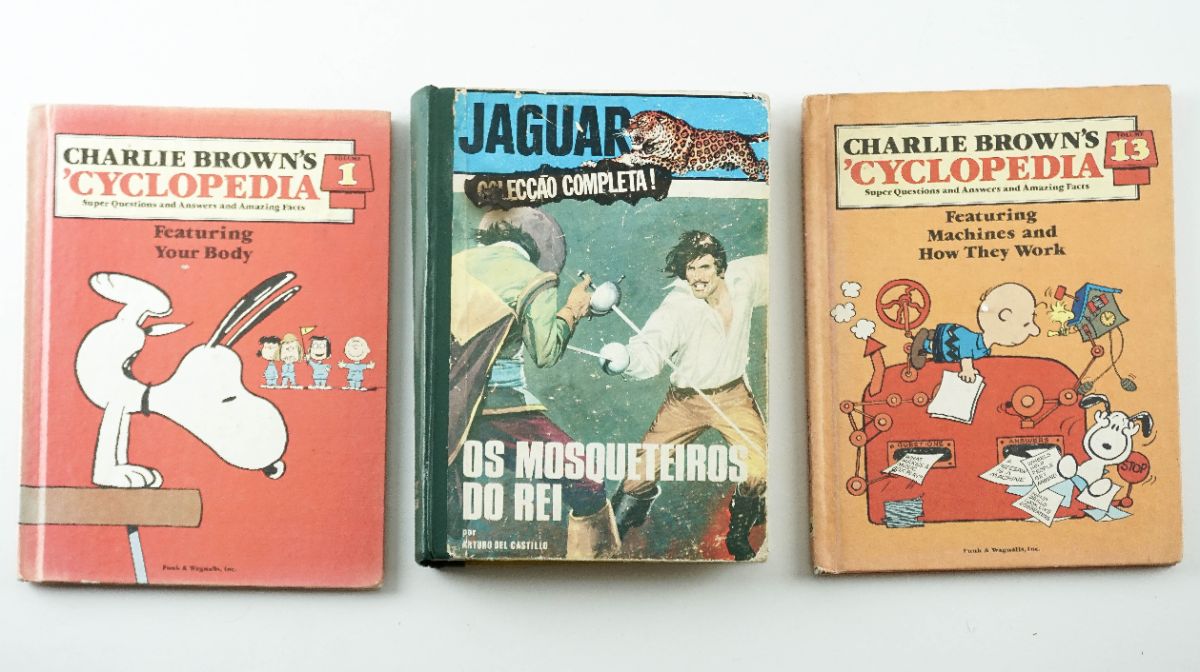 CHARLIE BROWN'S
'CYCLOPEDIA
VOLUME
1
Super Questions and Answers and Amazing Facts
Featuring
Your Body
Funk & Wagnalls, Inc.
JAGUAR
COLECÇÃO COMPLETA!
OS MOSQUETEIROS
DO REI
por
ARTURO DEL CASTILLO
CHARLIE BROWN'S
'CYCLOPEDIA
VOLUME
13
Super Questions and Answers and Amazing Facts
Featuring
Machines and
How They Work
QUESTIONS
ANSWERS
STOP
Funk & Wagnalls, Inc.